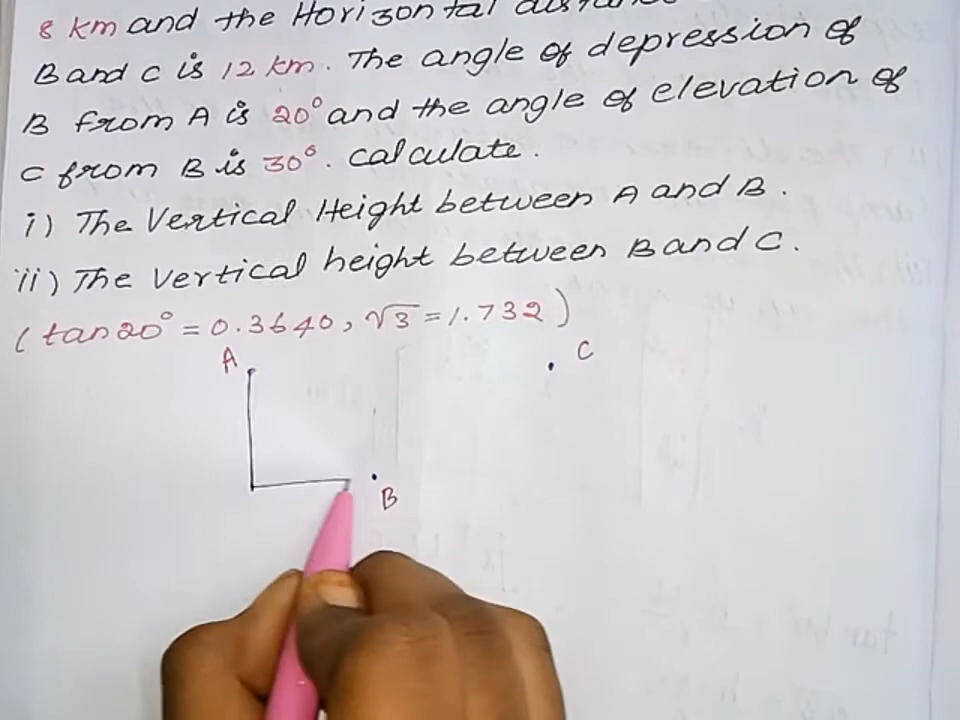 8 km and the Horizontal distance
B and C is 12 km. The angle of depression of
B from A is 20° and the angle of elevation of
C from B is 30°. calculate.
i) The Vertical Height between A and B.
ii) The vertical height between B and C.
(tan20° = 0.3640, √3 = 1.732)
A
C
B